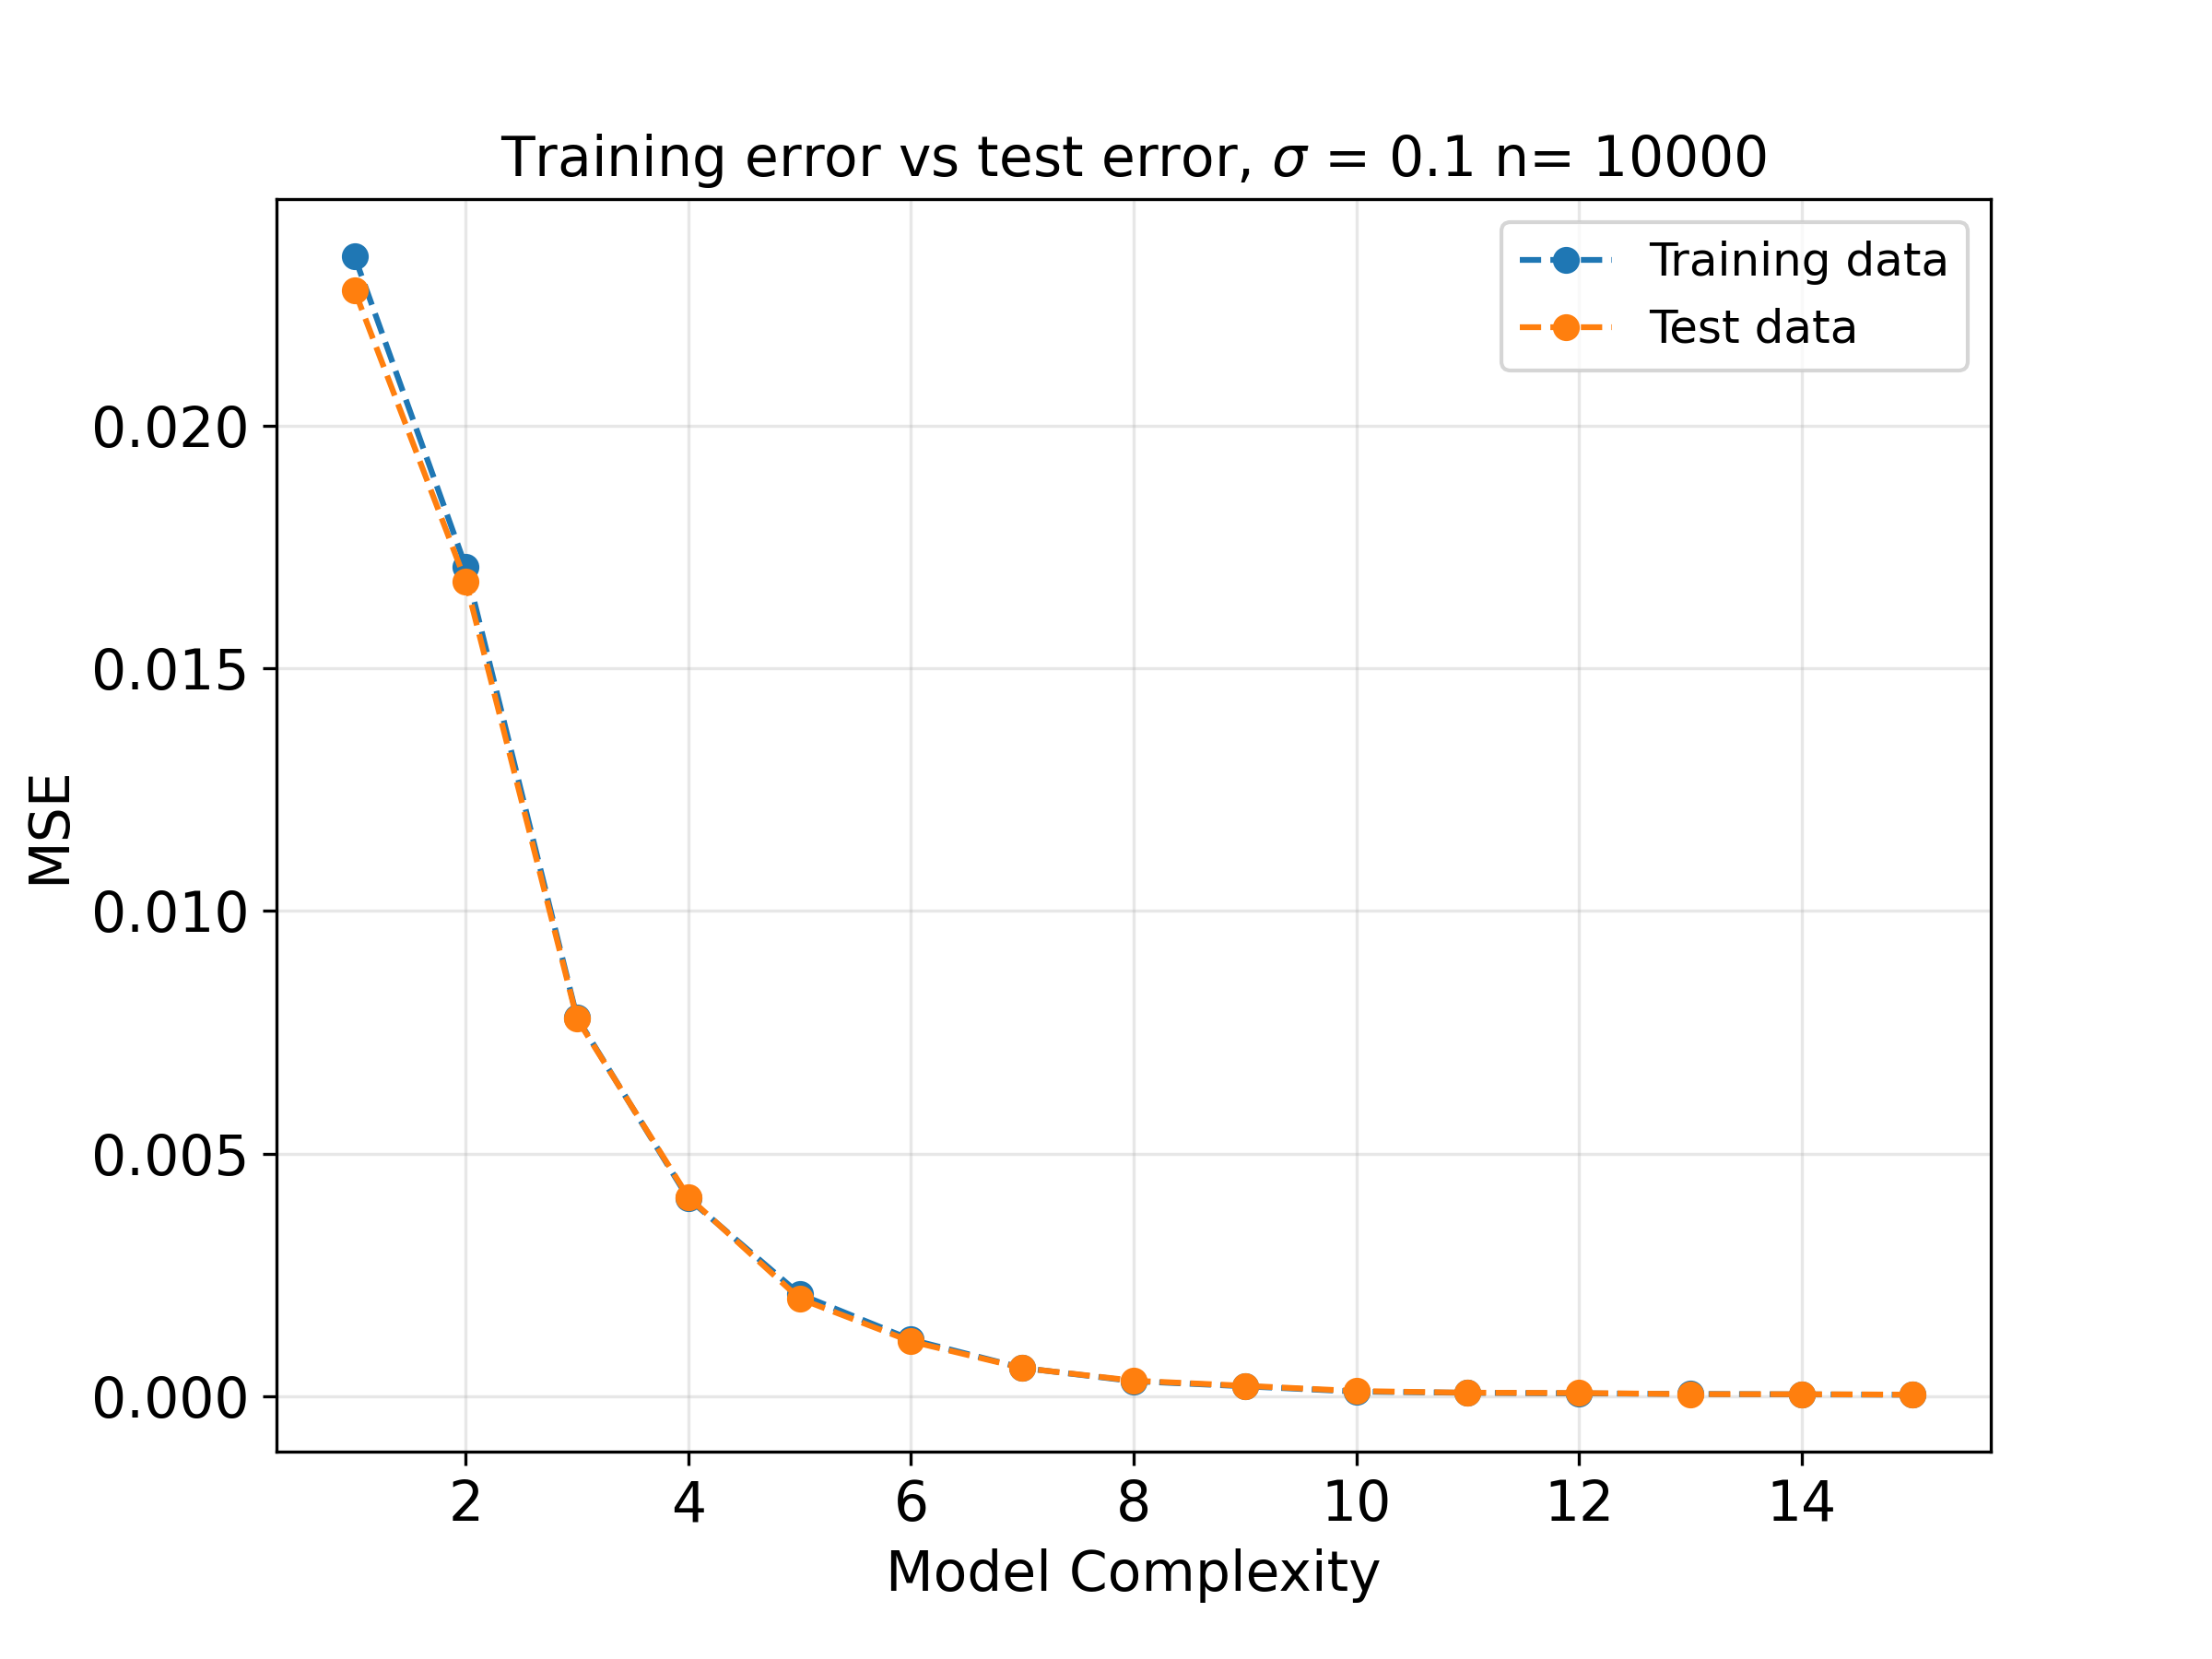 Training error vs test error, σ = 0.1 n= 10000
Training data
Test data
MSE
0.020
0.015
0.010
0.005
0.000
2 4 6 8 10 12 14
Model Complexity